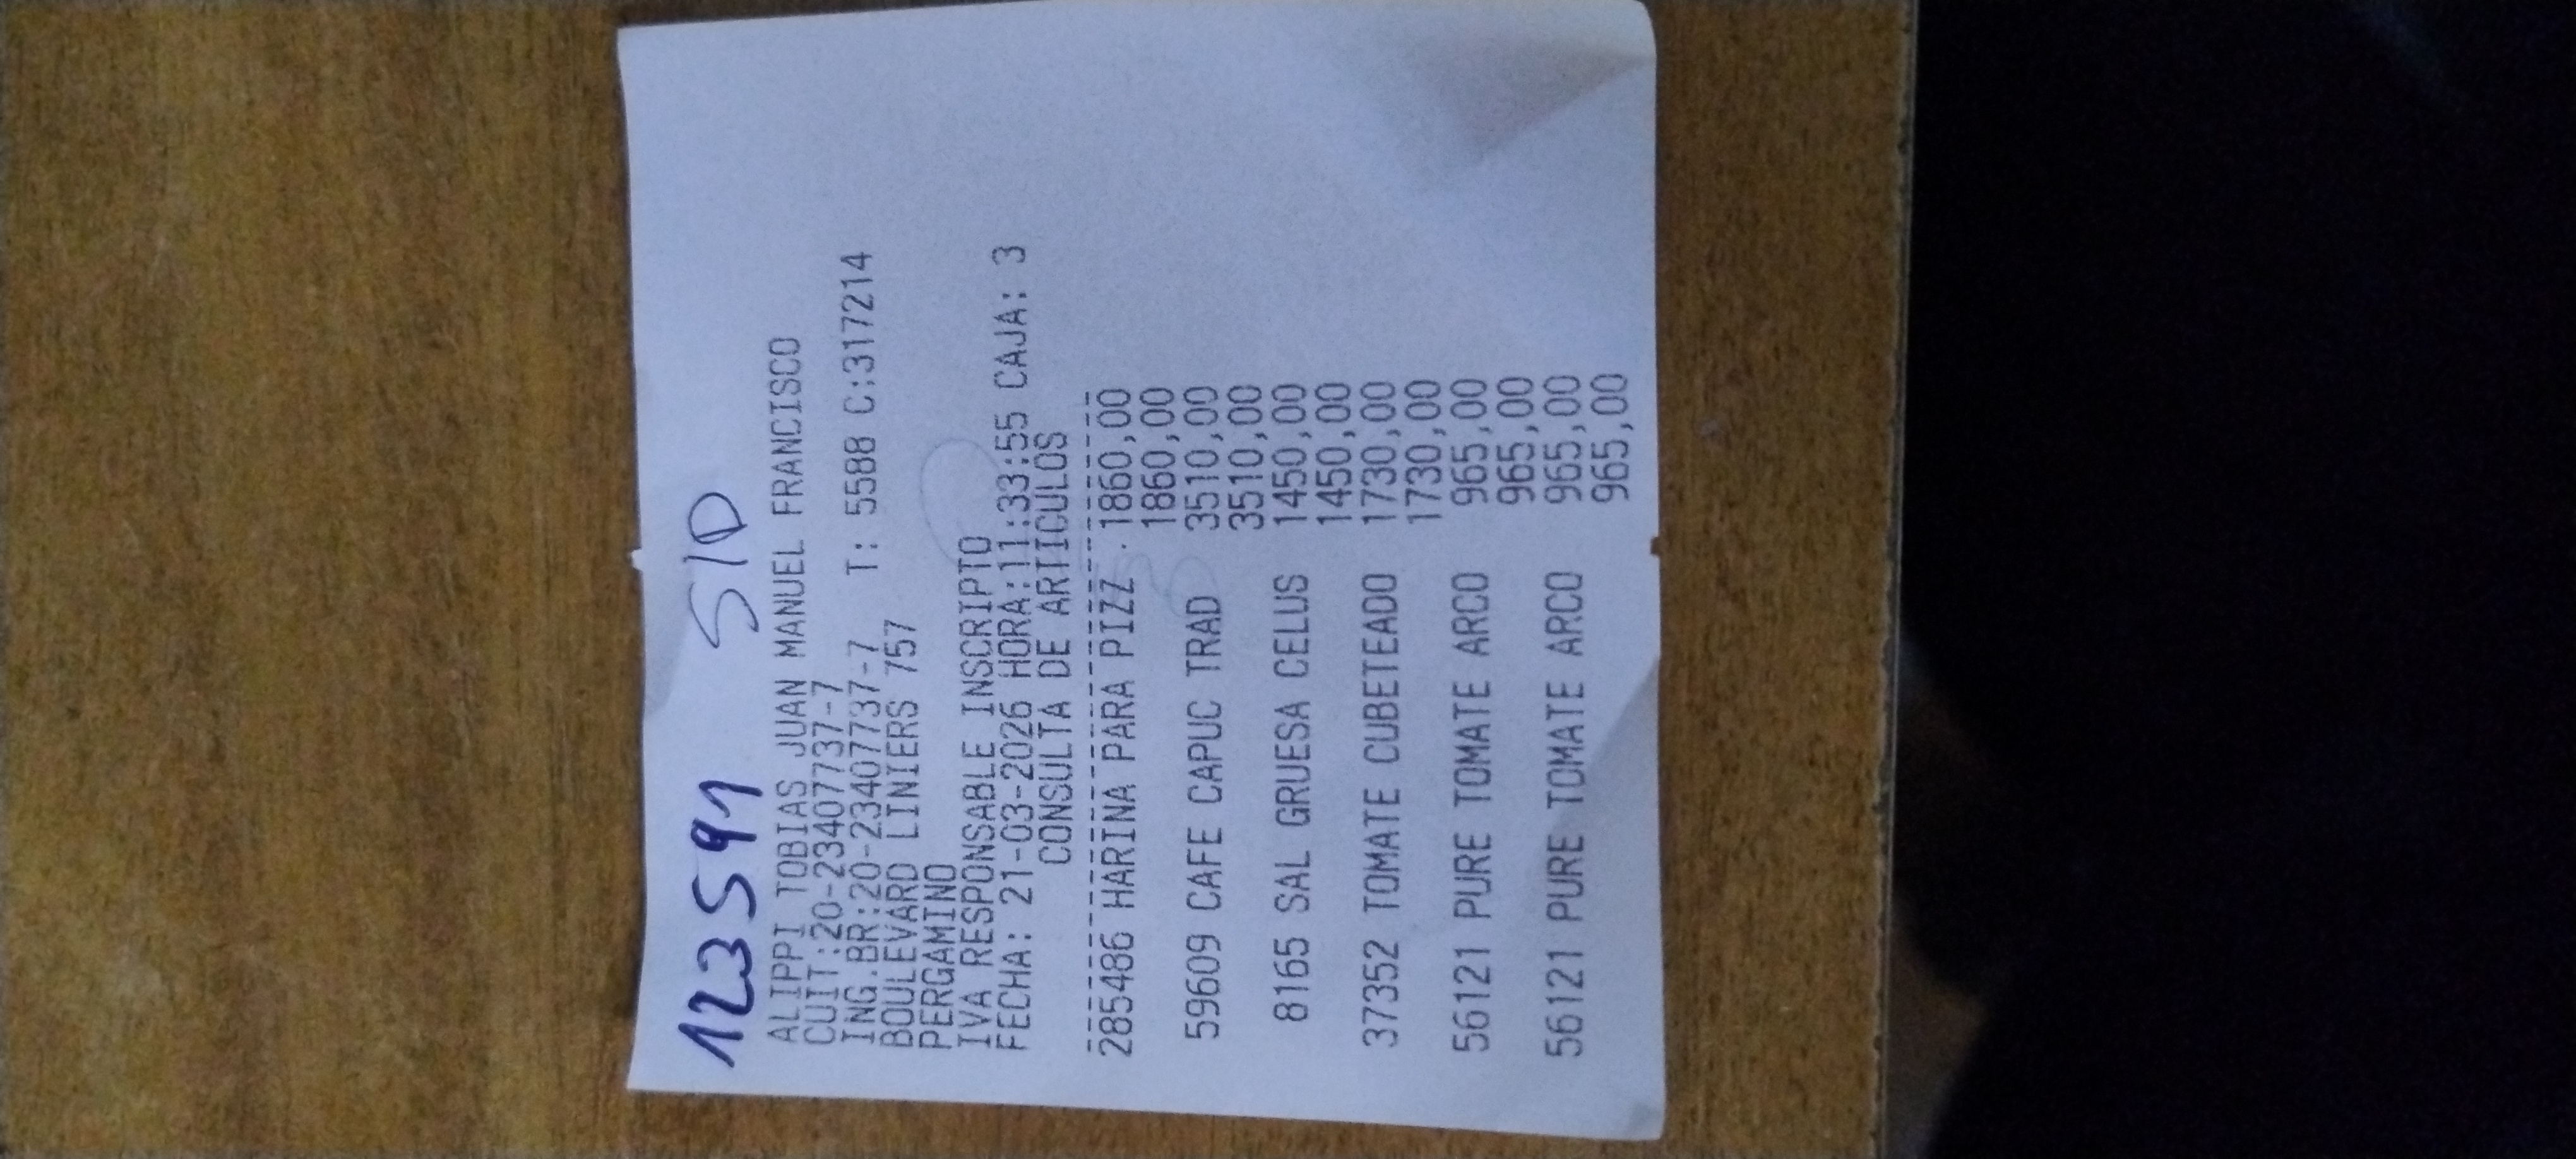 123591 S/D
ALIPPI TOBIAS JUAN MANUEL FRANCISCO
CUIT:20-23407737-7
ING.BR:20-23407737-7 T: 5588 C:317214
BOULEVARD LINIERS 757
PERGAMINO
IVA RESPONSABLE INSCRIPTO
FECHA: 21-03-2026 HORA:11:33:55 CAJA: 3
CONSULTA DE ARTICULOS
285486 HARINA PARA PIZZ 1860,00
1860,00
59609 CAFE CAPUC TRAD 3510,00
3510,00
8165 SAL GRUESA CELUS 1450,00
1450,00
37352 TOMATE CUBETEADO 1730,00
1730,00
56121 PURE TOMATE ARCO 965,00
965,00
56121 PURE TOMATE ARCO 965,00
965,00